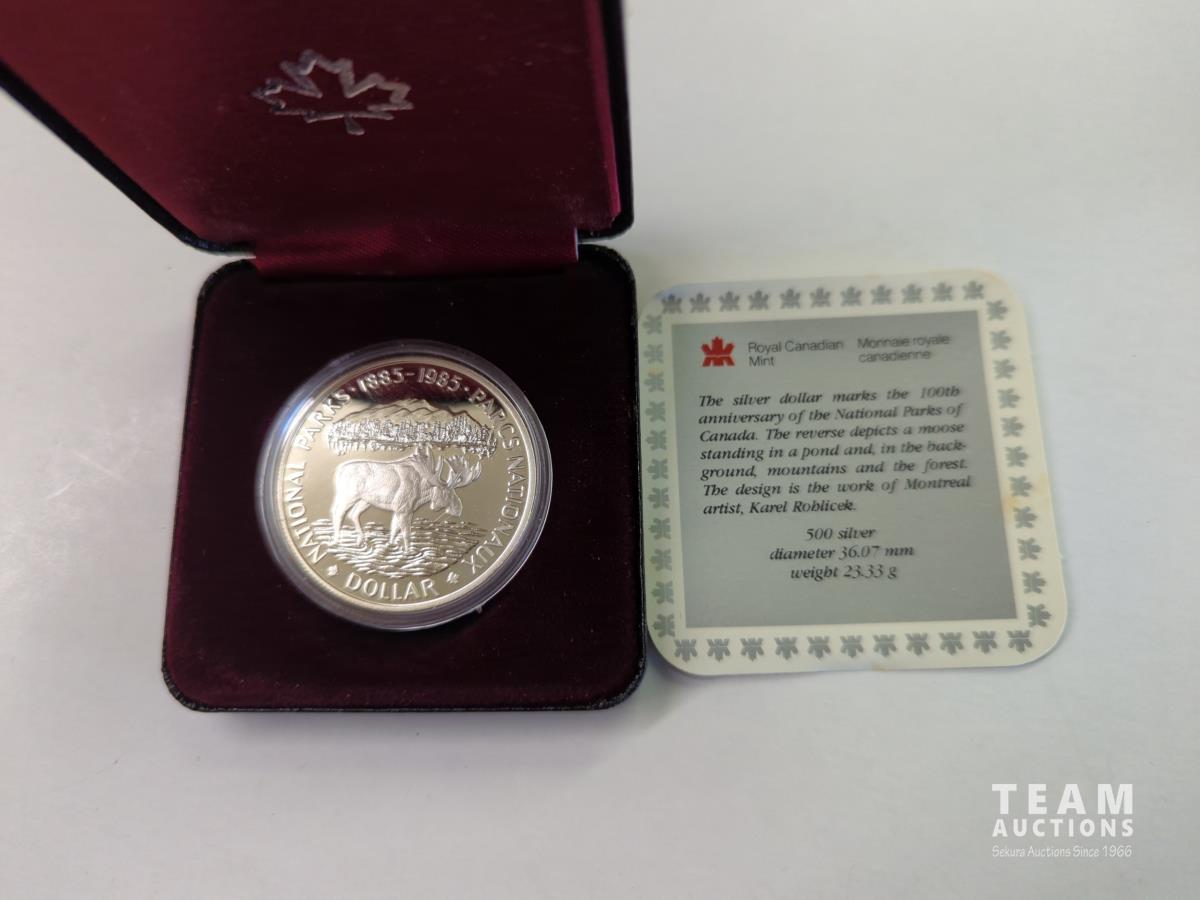 NATIONAL PARKS · 1885-1985 · PARCS NATIONAUX
DOLLAR
Royal Canadian Mint
Monnaie royale canadienne
The silver dollar marks the 100th
anniversary of the National Parks of
Canada. The reverse depicts a moose
standing in a pond and, in the back-
ground, mountains and the forest.
The design is the work of Montreal
artist, Karel Rohlicek.
500 silver
diameter 36.07 mm
weight 23.33 g
TEAM
AUCTIONS
Sekura Auctions Since 1966